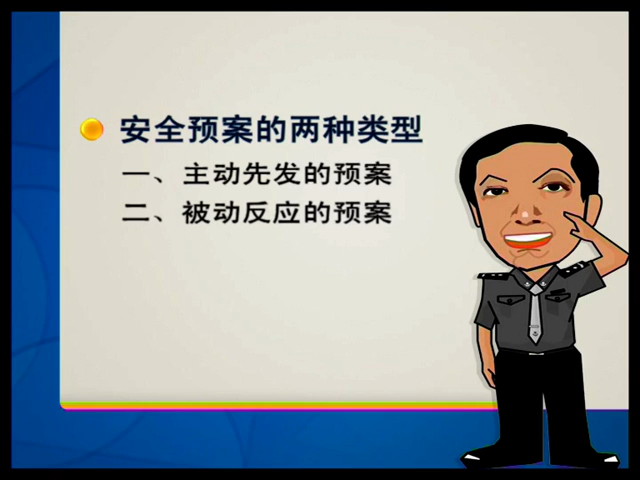 安全预案的两种类型
一、主动先发的预案
二、被动反应的预案